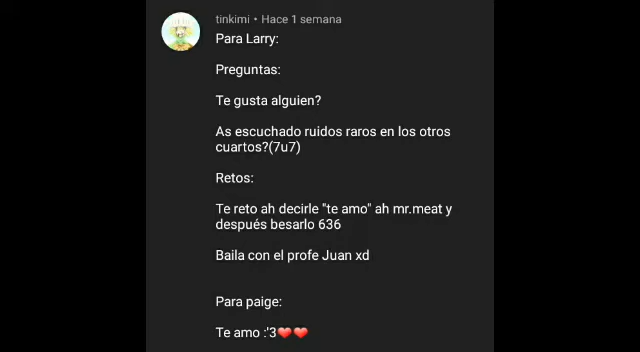 tinkimi • Hace 1 semana
Para Larry:
Preguntas:
Te gusta alguien?
As escuchado ruidos raros en los otros
cuartos?(7u7)
Retos:
Te reto ah decirle "te amo" ah mr.meat y
después besarlo 636
Baila con el profe Juan xd
Para paige:
Te amo :'3❤❤